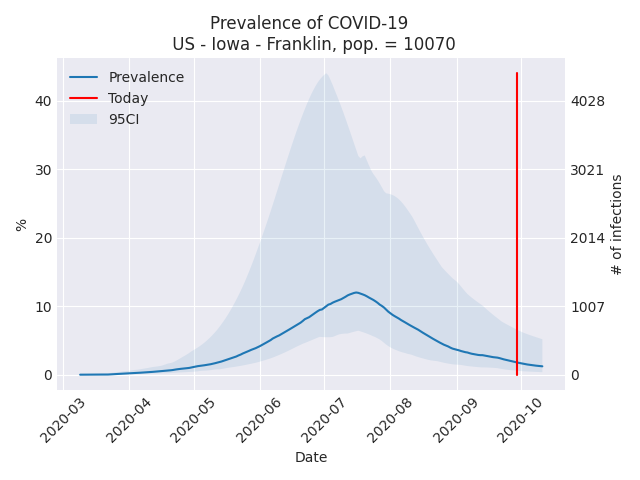 Prevalence of COVID-19
US - Iowa - Franklin, pop. = 10070
Prevalence
Today
95CI
40
30
20
10
0
%
4028
3021
2014
1007
0
# of infections
2020-03
2020-04
2020-05
2020-06
2020-07
2020-08
2020-09
2020-10
Date